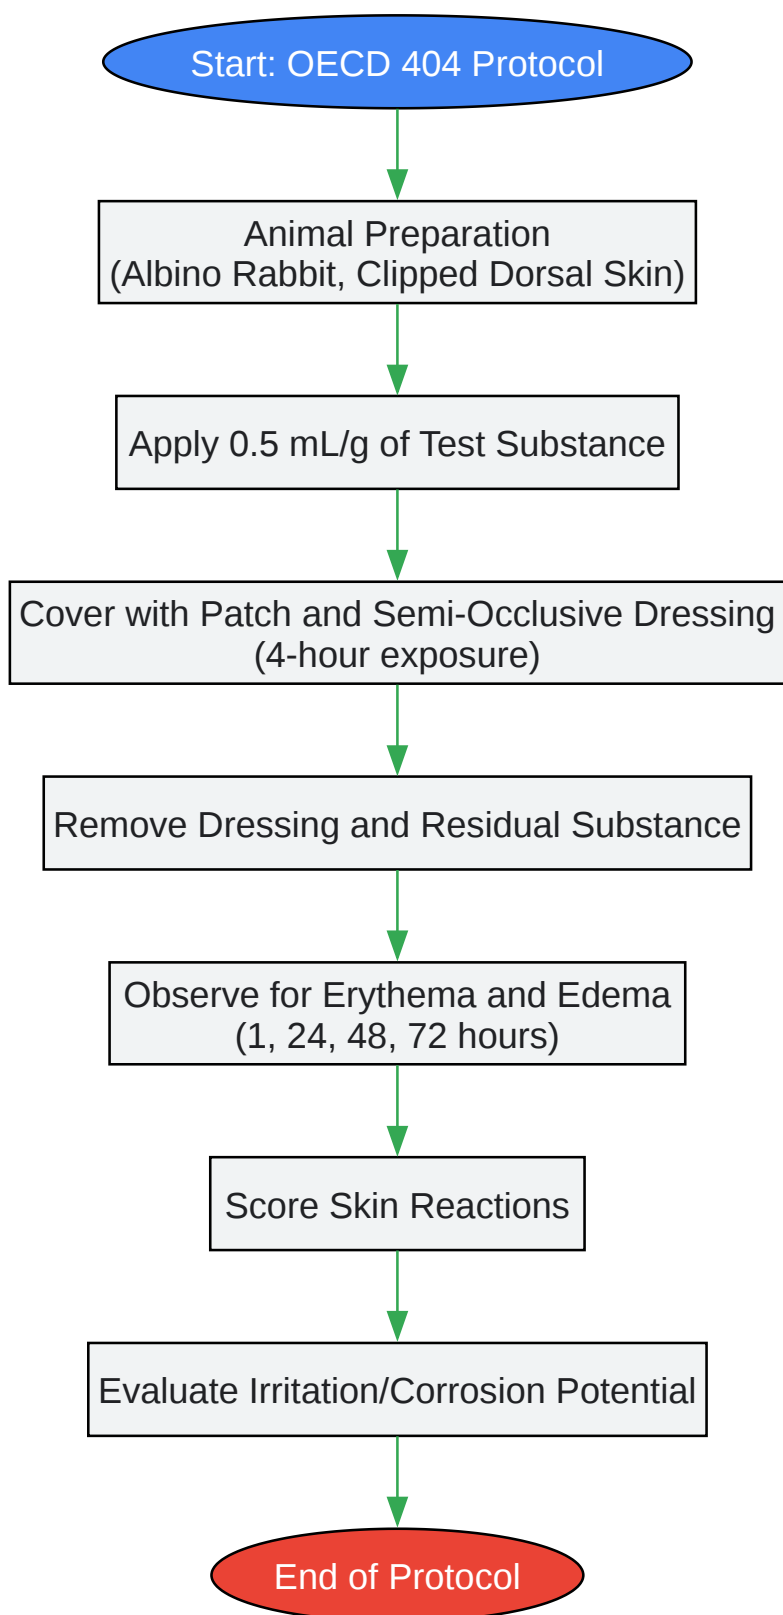 Start: OECD 404 Protocol
Animal Preparation
(Albino Rabbit, Clipped Dorsal Skin)
Apply 0.5 mL/g of Test Substance
Cover with Patch and Semi-Occlusive Dressing
(4-hour exposure)
Remove Dressing and Residual Substance
Observe for Erythema and Edema
(1, 24, 48, 72 hours)
Score Skin Reactions
Evaluate Irritation/Corrosion Potential
End of Protocol